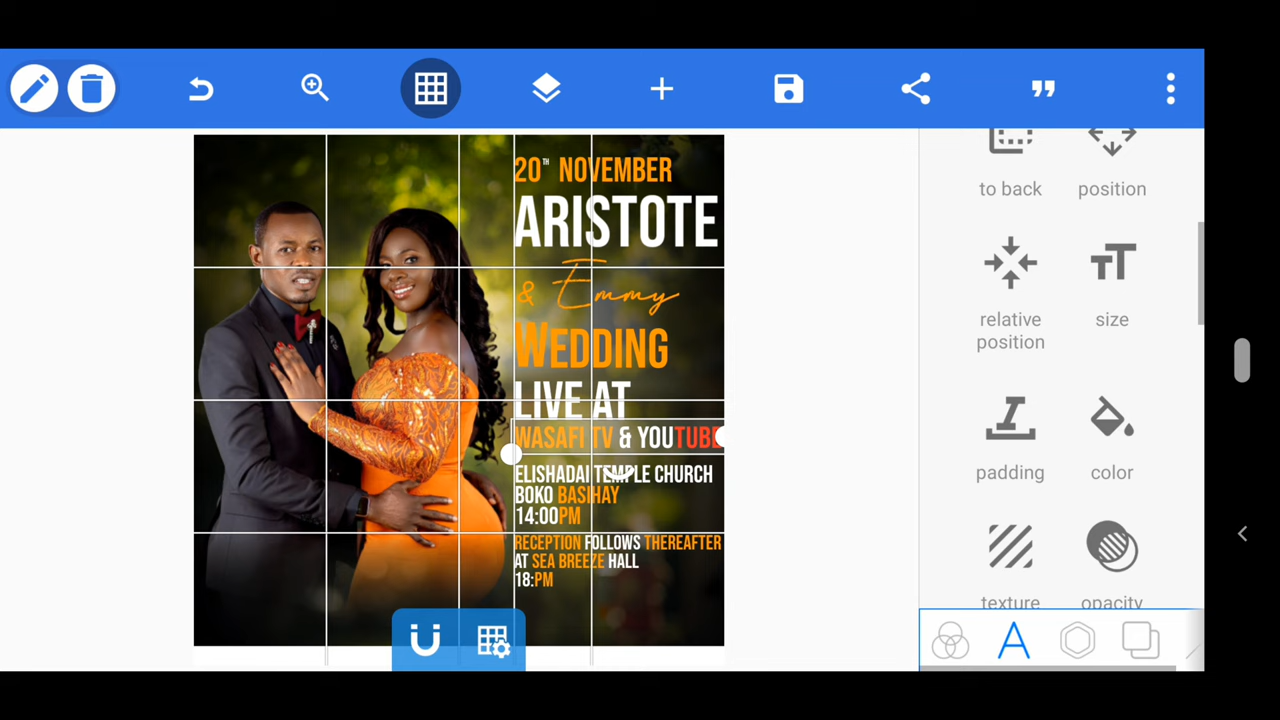 20TH NOVEMBER
ARISTOTE
& Emmy
WEDDING
LIVE AT
WASAFI TV & YOUTUBE
ELISHADAI TEMPLE CHURCH
BOKO BASIHAY
14:00PM
RECEPTION FOLLOWS THEREAFTER
AT SEA BREEZE HALL
18:PM
to back
position
relative position
size
padding
color
texture
opacity